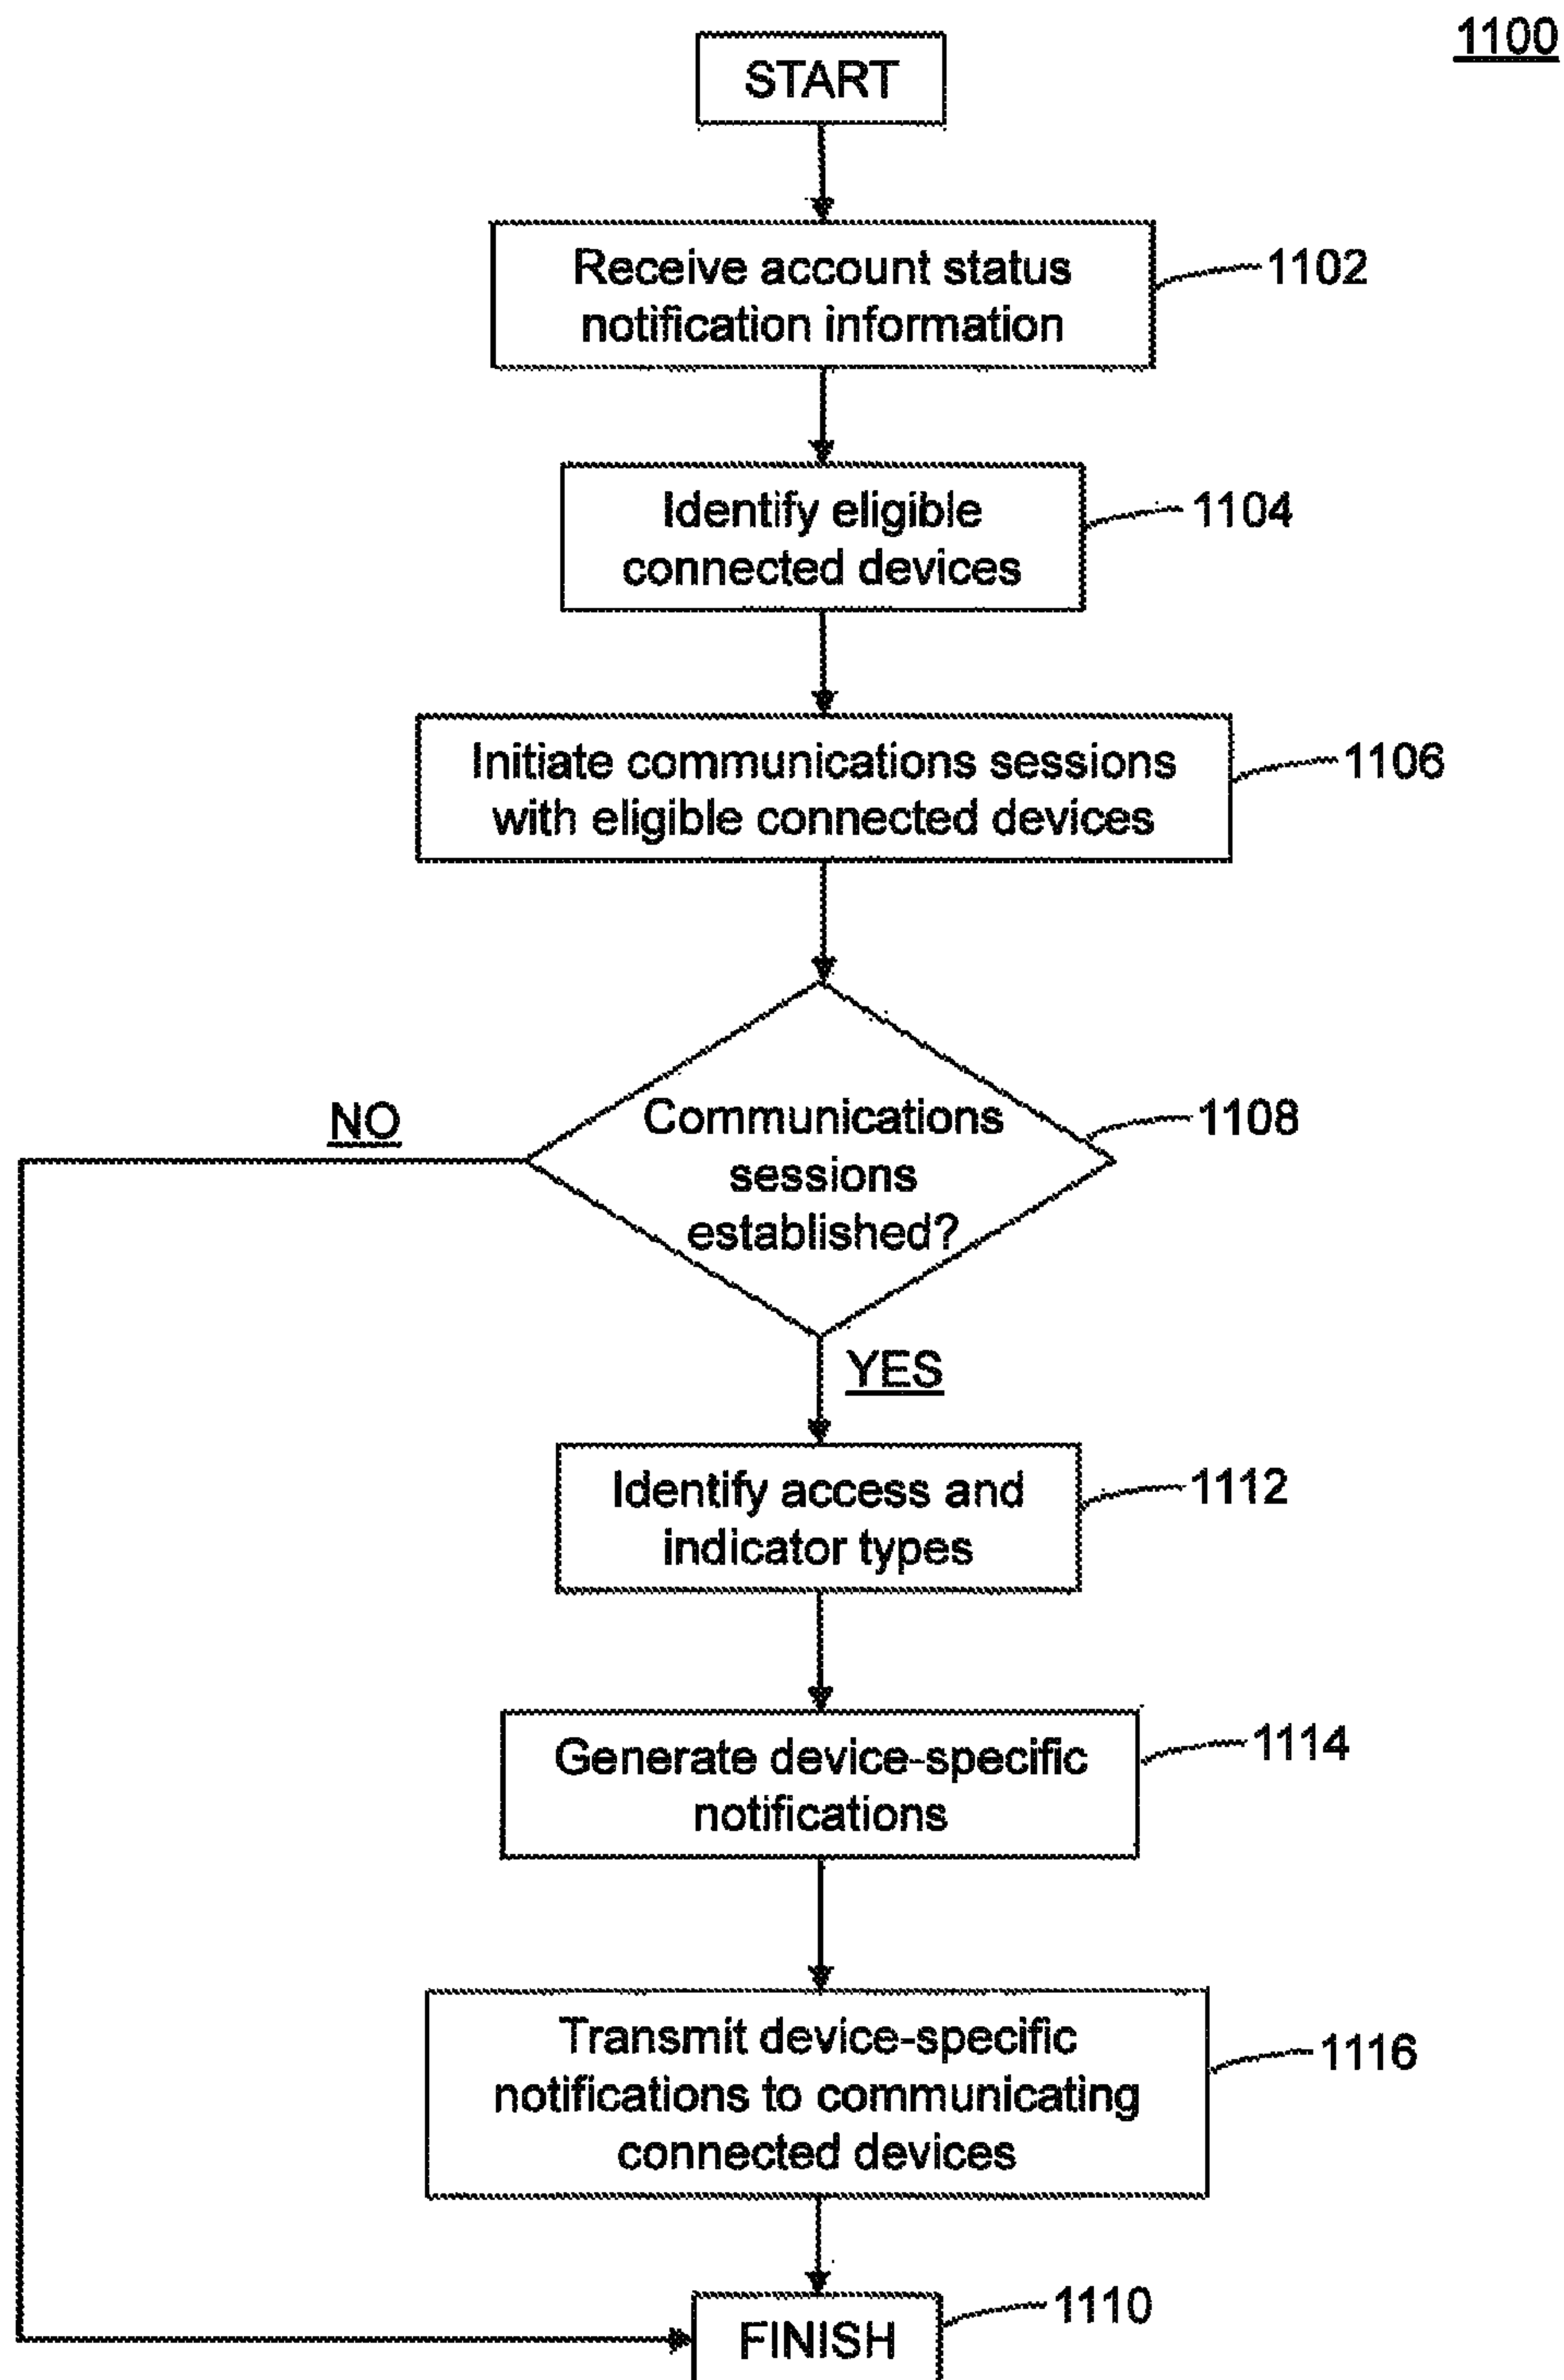 1100
START
Receive account status
notification information
1102
Identify eligible
connected devices
1104
Initiate communications sessions
with eligible connected devices
1106
Communications
sessions
established?
1108
NO
YES
Identify access and
indicator types
1112
Generate device-specific
notifications
1114
Transmit device-specific
notifications to communicating
connected devices
1116
FINISH
1110